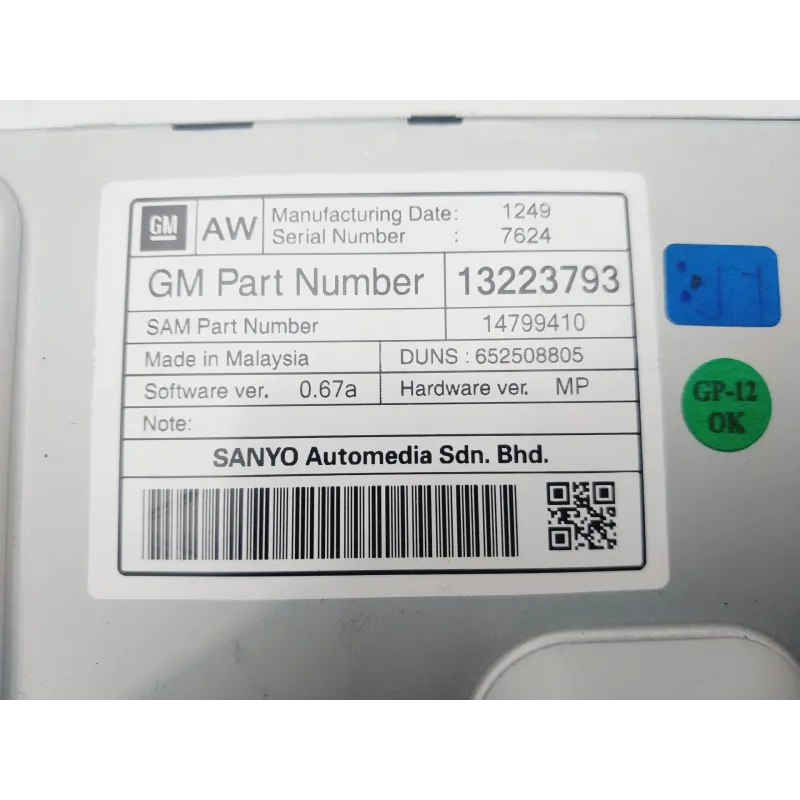 GM AW Manufacturing Date: 1249
Serial Number : 7624
GM Part Number 13223793
SAM Part Number 14799410
Made in Malaysia DUNS : 652508805
Software ver. 0.67a Hardware ver. MP
Note:
SANYO Automedia Sdn. Bhd.
GP-12
OK